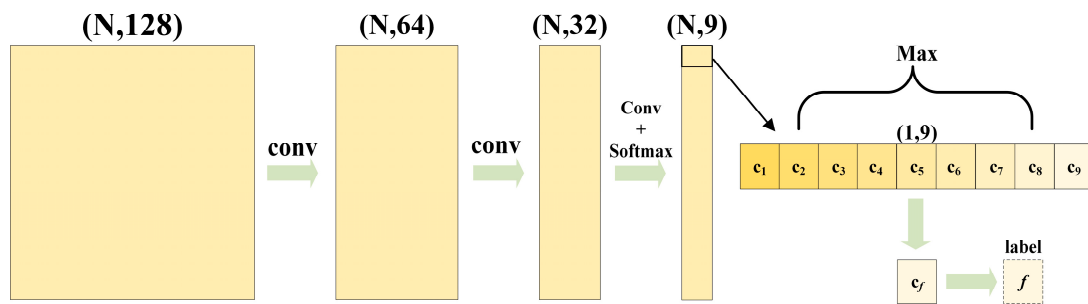 (N,128)
(N,64)
(N,32)
(N,9)
conv
conv
Conv
+
Softmax
Max
(1,9)
c1 c2 c3 c4 c5 c6 c7 c8 c9
cf
label
f